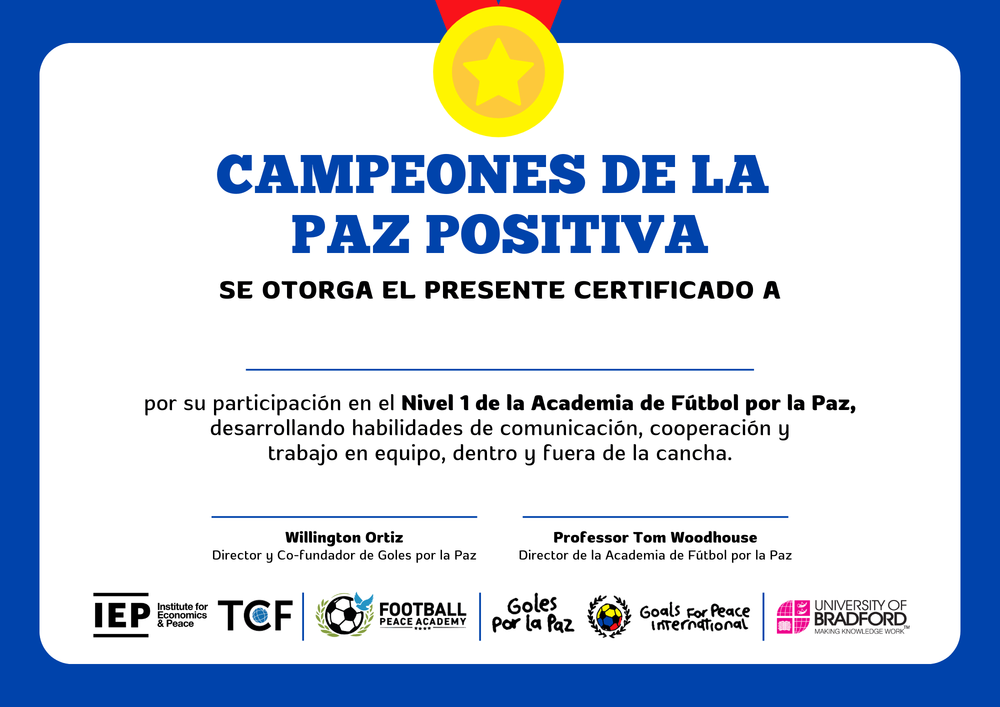 CAMPEONES DE LA
PAZ POSITIVA
SE OTORGA EL PRESENTE CERTIFICADO A
por su participación en el Nivel 1 de la Academia de Fútbol por la Paz,
desarrollando habilidades de comunicación, cooperación y
trabajo en equipo, dentro y fuera de la cancha.
Willington Ortiz
Director y Co-fundador de Goles por la Paz
Professor Tom Woodhouse
Director de la Academia de Fútbol por la Paz
IEP
Institute for
Economics
& Peace
TCF
FOOTBALL
PEACE ACADEMY
Goles
Por la Paz
Goals For Peace
International
UNIVERSITY OF
BRADFORD
MAKING KNOWLEDGE WORK™